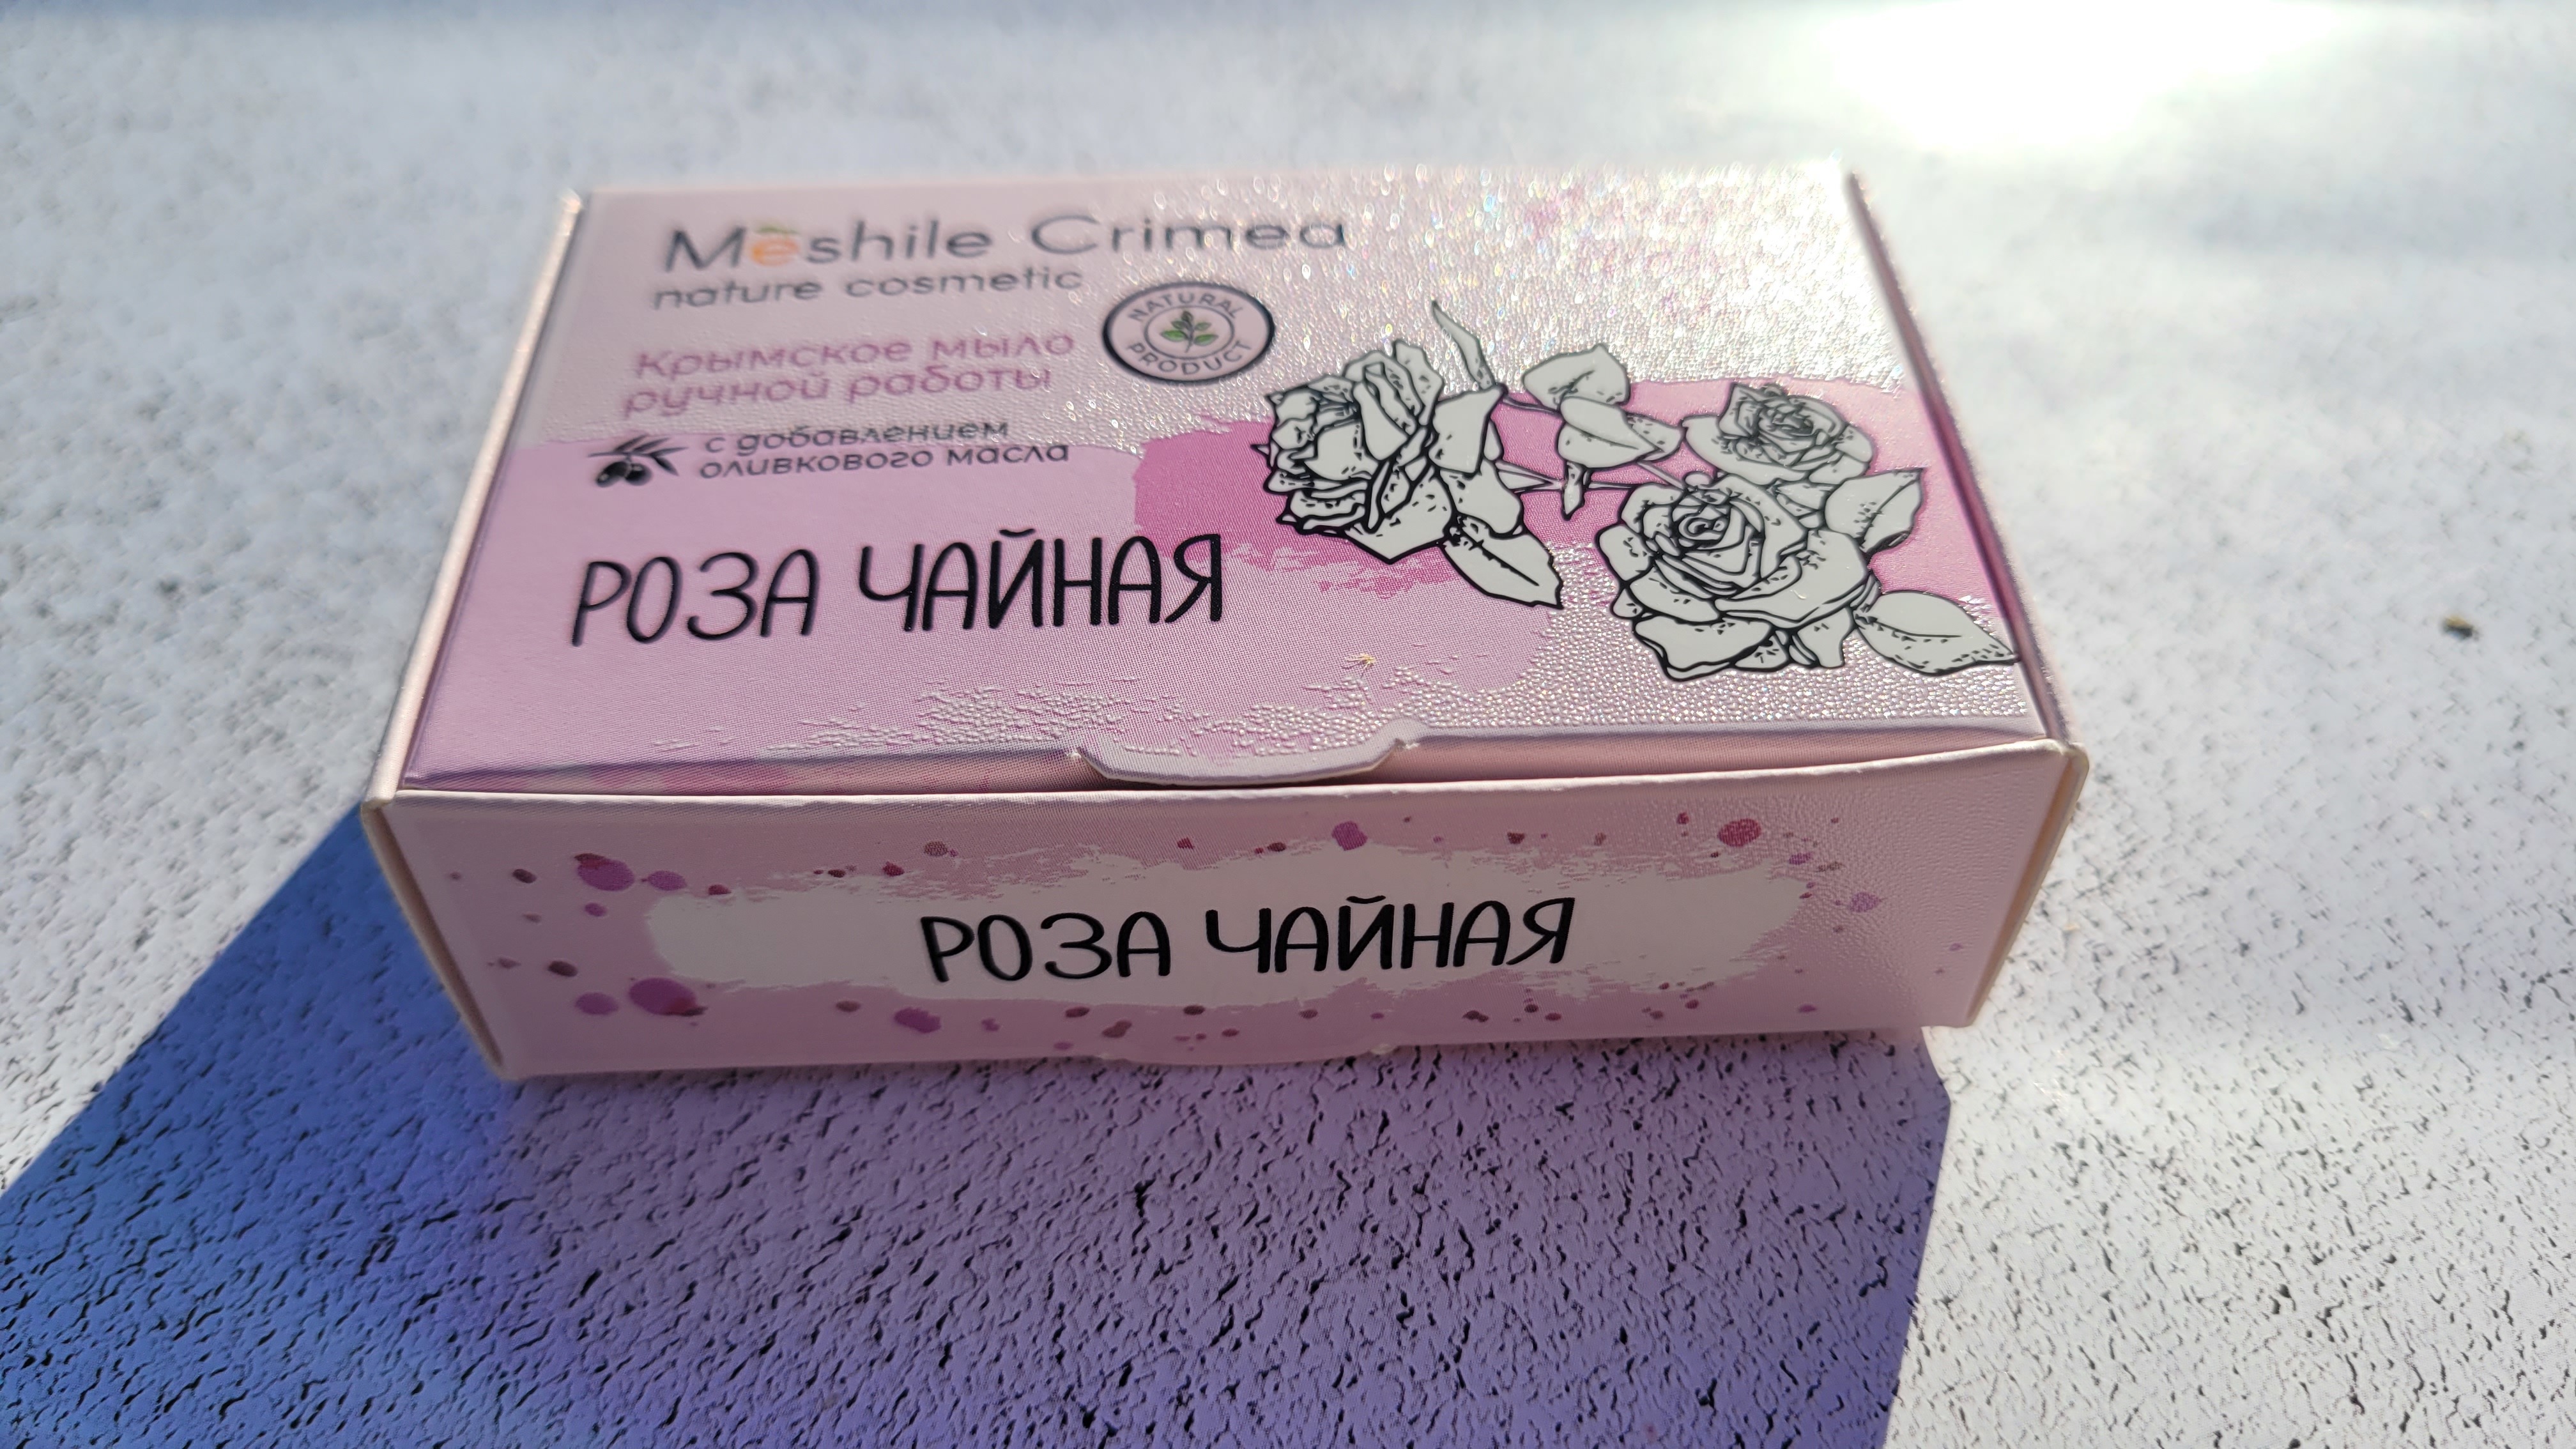 Meshile Crimea
nature cosmetic
NATURAL PRODUCT
Крымское мыло
ручной работы
с добавлением
оливкового масла
РОЗА ЧАЙНАЯ
РОЗА ЧАЙНАЯ